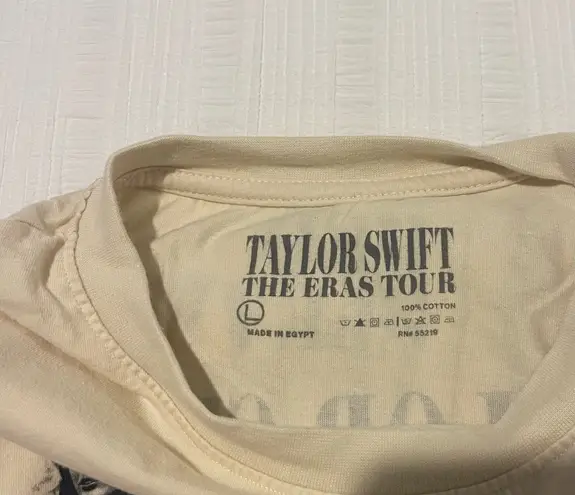 TAYLOR SWIFT
THE ERAS TOUR
L
100% COTTON
MADE IN EGYPT
RN# 55219